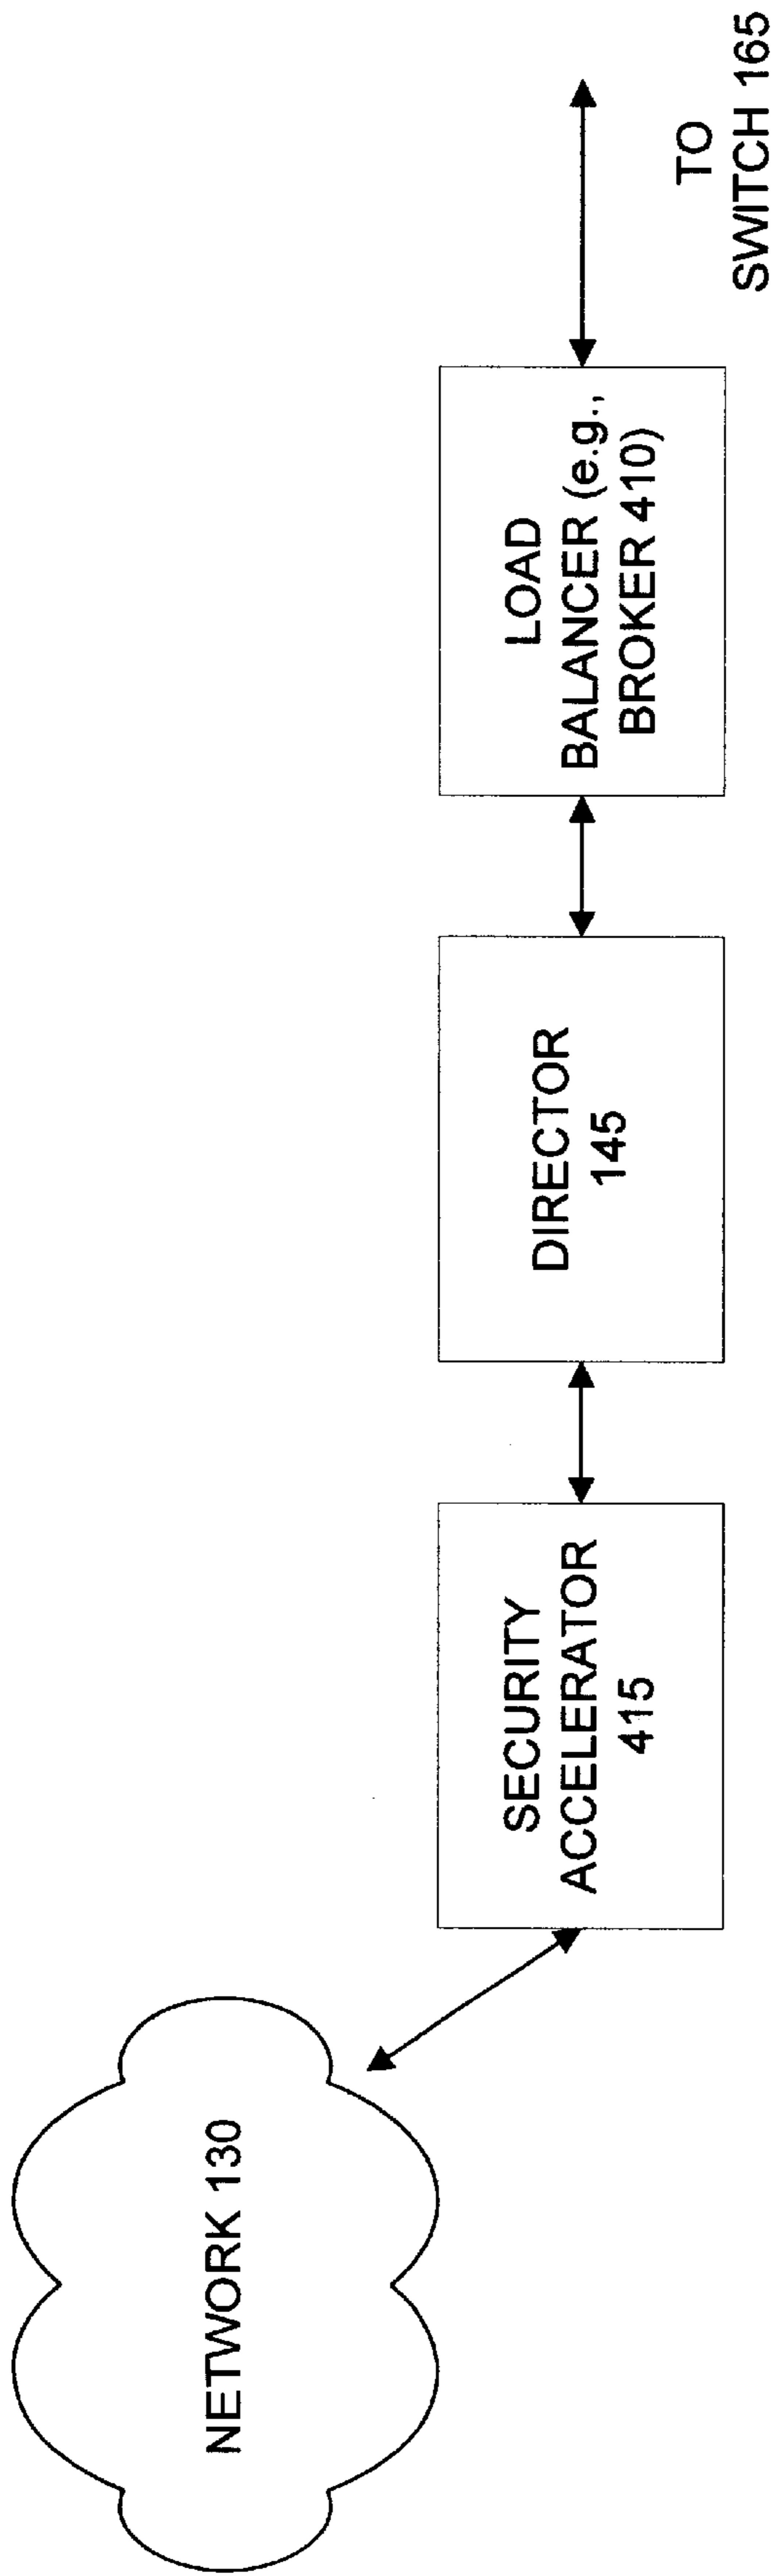 NETWORK 130
SECURITY
ACCELERATOR
415
DIRECTOR
145
LOAD
BALANCER (e.g.,
BROKER 410)
TO
SWITCH 165